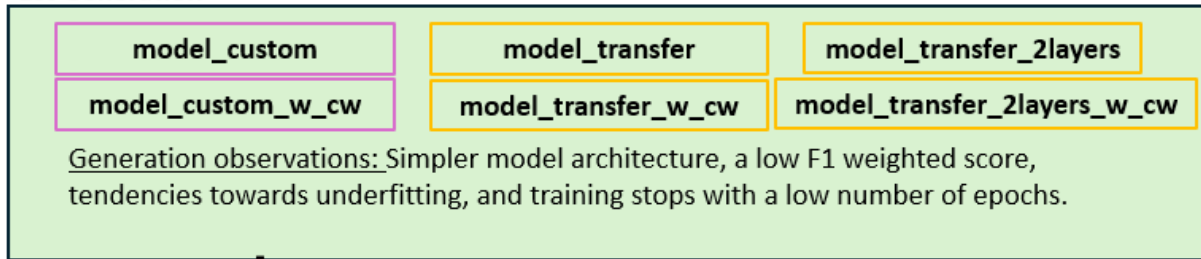 model_custom
model_transfer
model_transfer_2layers
model_custom_w_cw
model_transfer_w_cw
model_transfer_2layers_w_cw
Generation observations: Simpler model architecture, a low F1 weighted score,
tendencies towards underfitting, and training stops with a low number of epochs.